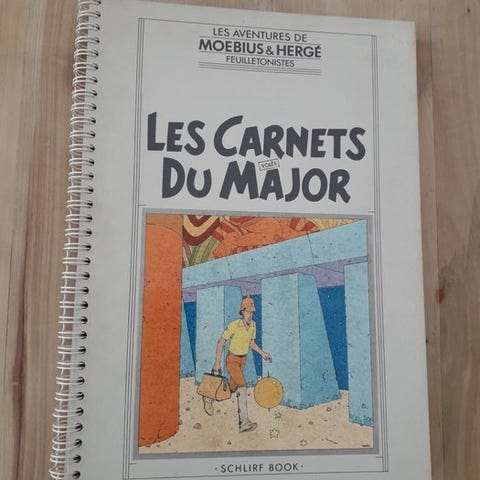 LES AVENTURES DE
MOEBIUS & HERGÉ
FEUILLETONISTES
LES CARNETS
VOLÉS
DU MAJOR
· SCHLIRF BOOK ·